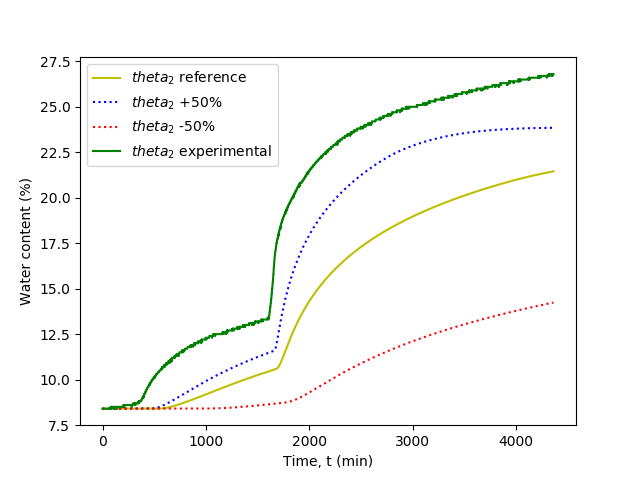 27.5
25.0
22.5
20.0
17.5
15.0
12.5
10.0
7.5
Water content (%)
theta₂ reference
theta₂ +50%
theta₂ -50%
theta₂ experimental
0 1000 2000 3000 4000
Time, t (min)